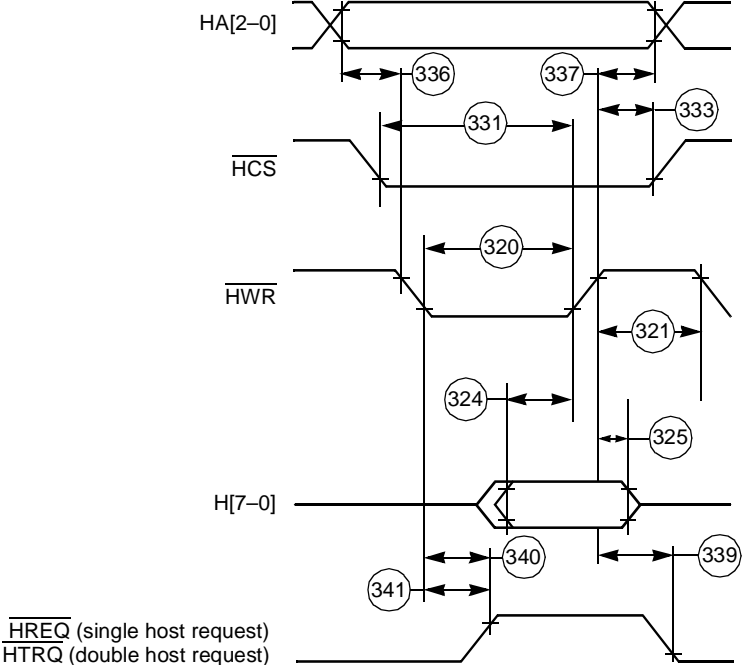 HA[2–0]
336
337
333
331
HCS
320
HWR
321
324
325
H[7–0]
340
339
341
HREQ (single host request)
HTRQ (double host request)